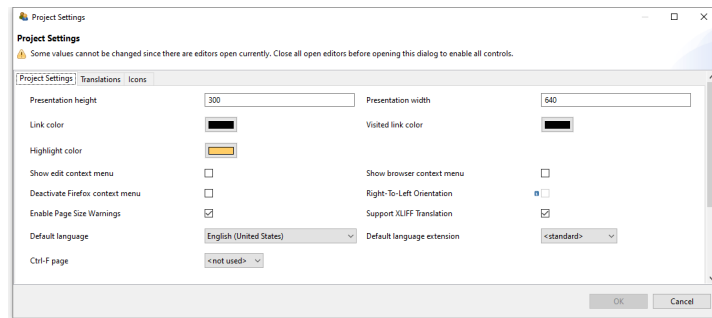 Project Settings
Project Settings
Some values cannot be changed since there are editors open currently. Close all open editors before opening this dialog to enable all controls.
Project Settings Translations Icons
Presentation height 300 Presentation width 640
Link color Visited link color
Highlight color
Show edit context menu Show browser context menu
Deactivate Firefox context menu Right-To-Left Orientation
Enable Page Size Warnings Support XLIFF Translation
Default language English (United States) Default language extension <standard>
Ctrl-F page <not used>
OK Cancel